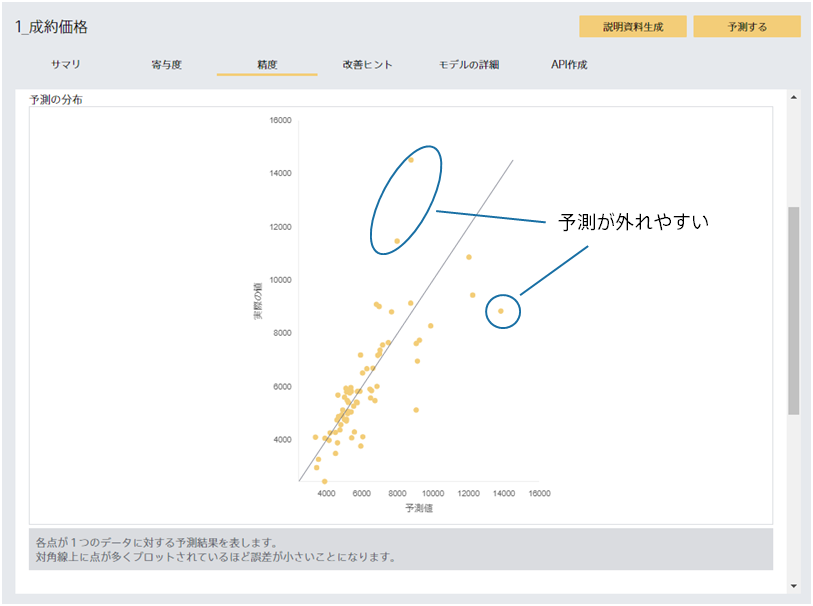 1_成約価格
説明資料生成
予測する
サマリ
寄与度
精度
改善ヒント
モデルの詳細
API作成
予測の分布
16000
14000
12000
10000
8000
6000
4000
実際の値
予測が外れやすい
4000 6000 8000 10000 12000 14000 16000
予測値
各点が１つのデータに対する予測結果を表します。
対角線上に点が多くプロットされているほど誤差が小さいことになります。